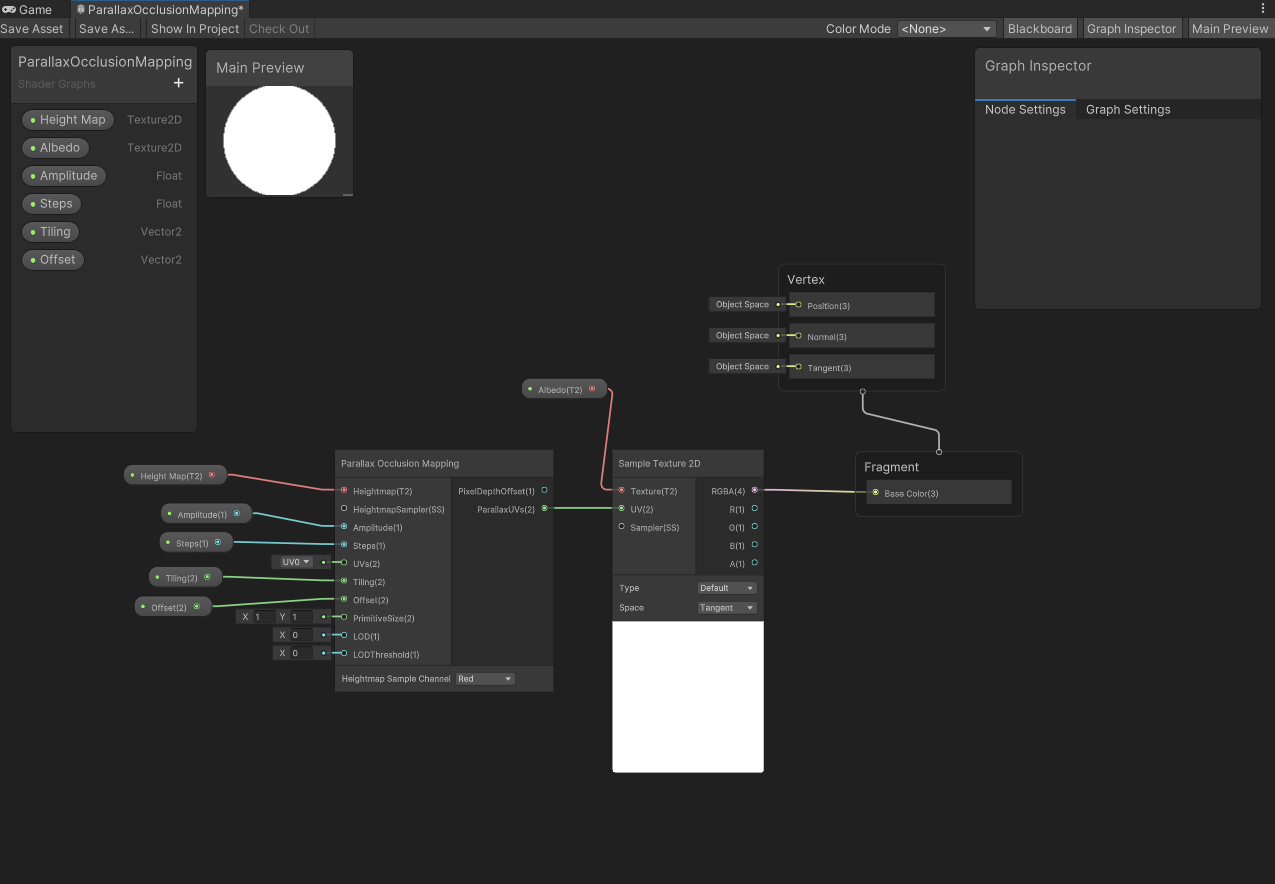 Game
ParallaxOcclusionMapping*
Save Asset
Save As...
Show In Project
Check Out
Color Mode
<None>
Blackboard
Graph Inspector
Main Preview
ParallaxOcclusionMapping
Shader Graphs
+
Height Map Texture2D
Albedo Texture2D
Amplitude Float
Steps Float
Tiling Vector2
Offset Vector2
Main Preview
Graph Inspector
Node Settings
Graph Settings
Vertex
Object Space Position(3)
Object Space Normal(3)
Object Space Tangent(3)
Albedo(T2)
Height Map(T2)
Amplitude(1)
Steps(1)
Tiling(2)
Offset(2)
Parallax Occlusion Mapping
Heightmap(T2)
HeightmapSampler(SS)
Amplitude(1)
Steps(1)
UV0 UVs(2)
Tiling(2)
Offset(2)
X 1 Y 1 PrimitiveSize(2)
X 0 LOD(1)
X 0 LODThreshold(1)
PixelDepthOffset(1)
ParallaxUVs(2)
Heightmap Sample Channel Red
Sample Texture 2D
Texture(T2)
UV(2)
Sampler(SS)
RGBA(4)
R(1)
G(1)
B(1)
A(1)
Type Default
Space Tangent
Fragment
Base Color(3)